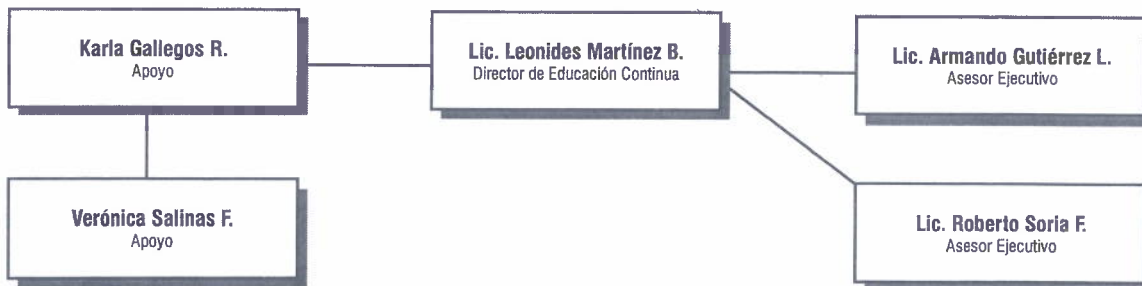 Karla Gallegos R.
Apoyo
Lic. Leonides Martínez B.
Director de Educación Continua
Lic. Armando Gutiérrez L.
Asesor Ejecutivo
Verónica Salinas F.
Apoyo
Lic. Roberto Soria F.
Asesor Ejecutivo